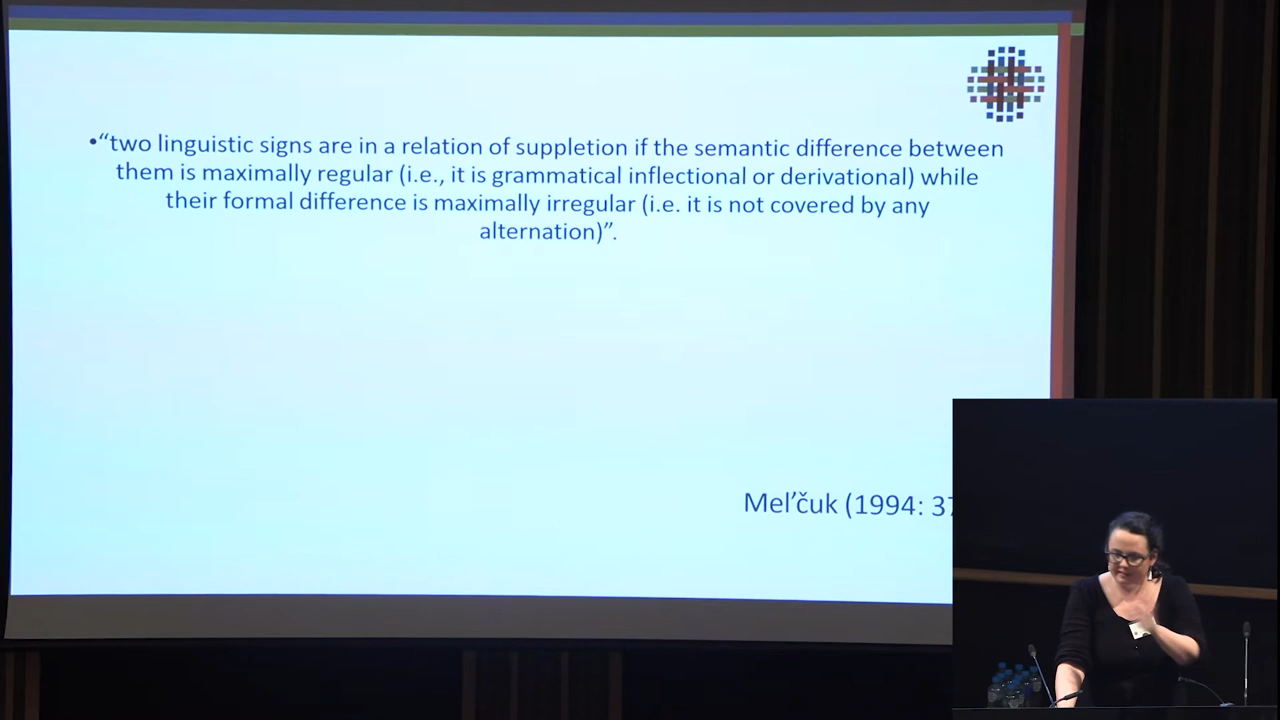 •“two linguistic signs are in a relation of suppletion if the semantic difference between
them is maximally regular (i.e., it is grammatical inflectional or derivational) while
their formal difference is maximally irregular (i.e. it is not covered by any
alternation)”.
Mel’čuk (1994: